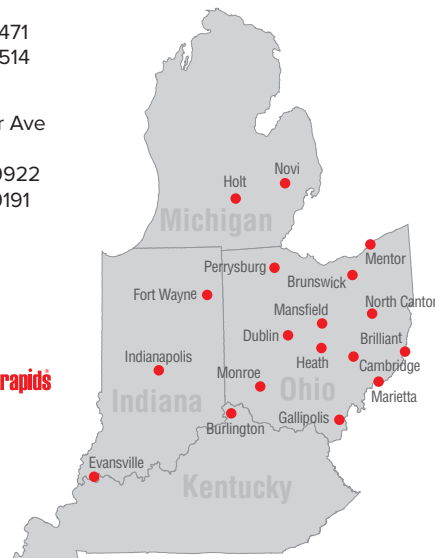 471
514
r Ave
0922
0191
Holt
Novi
Michigan
Mentor
Perrysburg
Brunswick
Fort Wayne
Mansfield
North Canton
Dublin
Brilliant
Indianapolis
Heath
Cambridge
rapids
Monroe
Marietta
Indiana
Ohio
Burlington
Gallipolis
Evansville
Kentucky